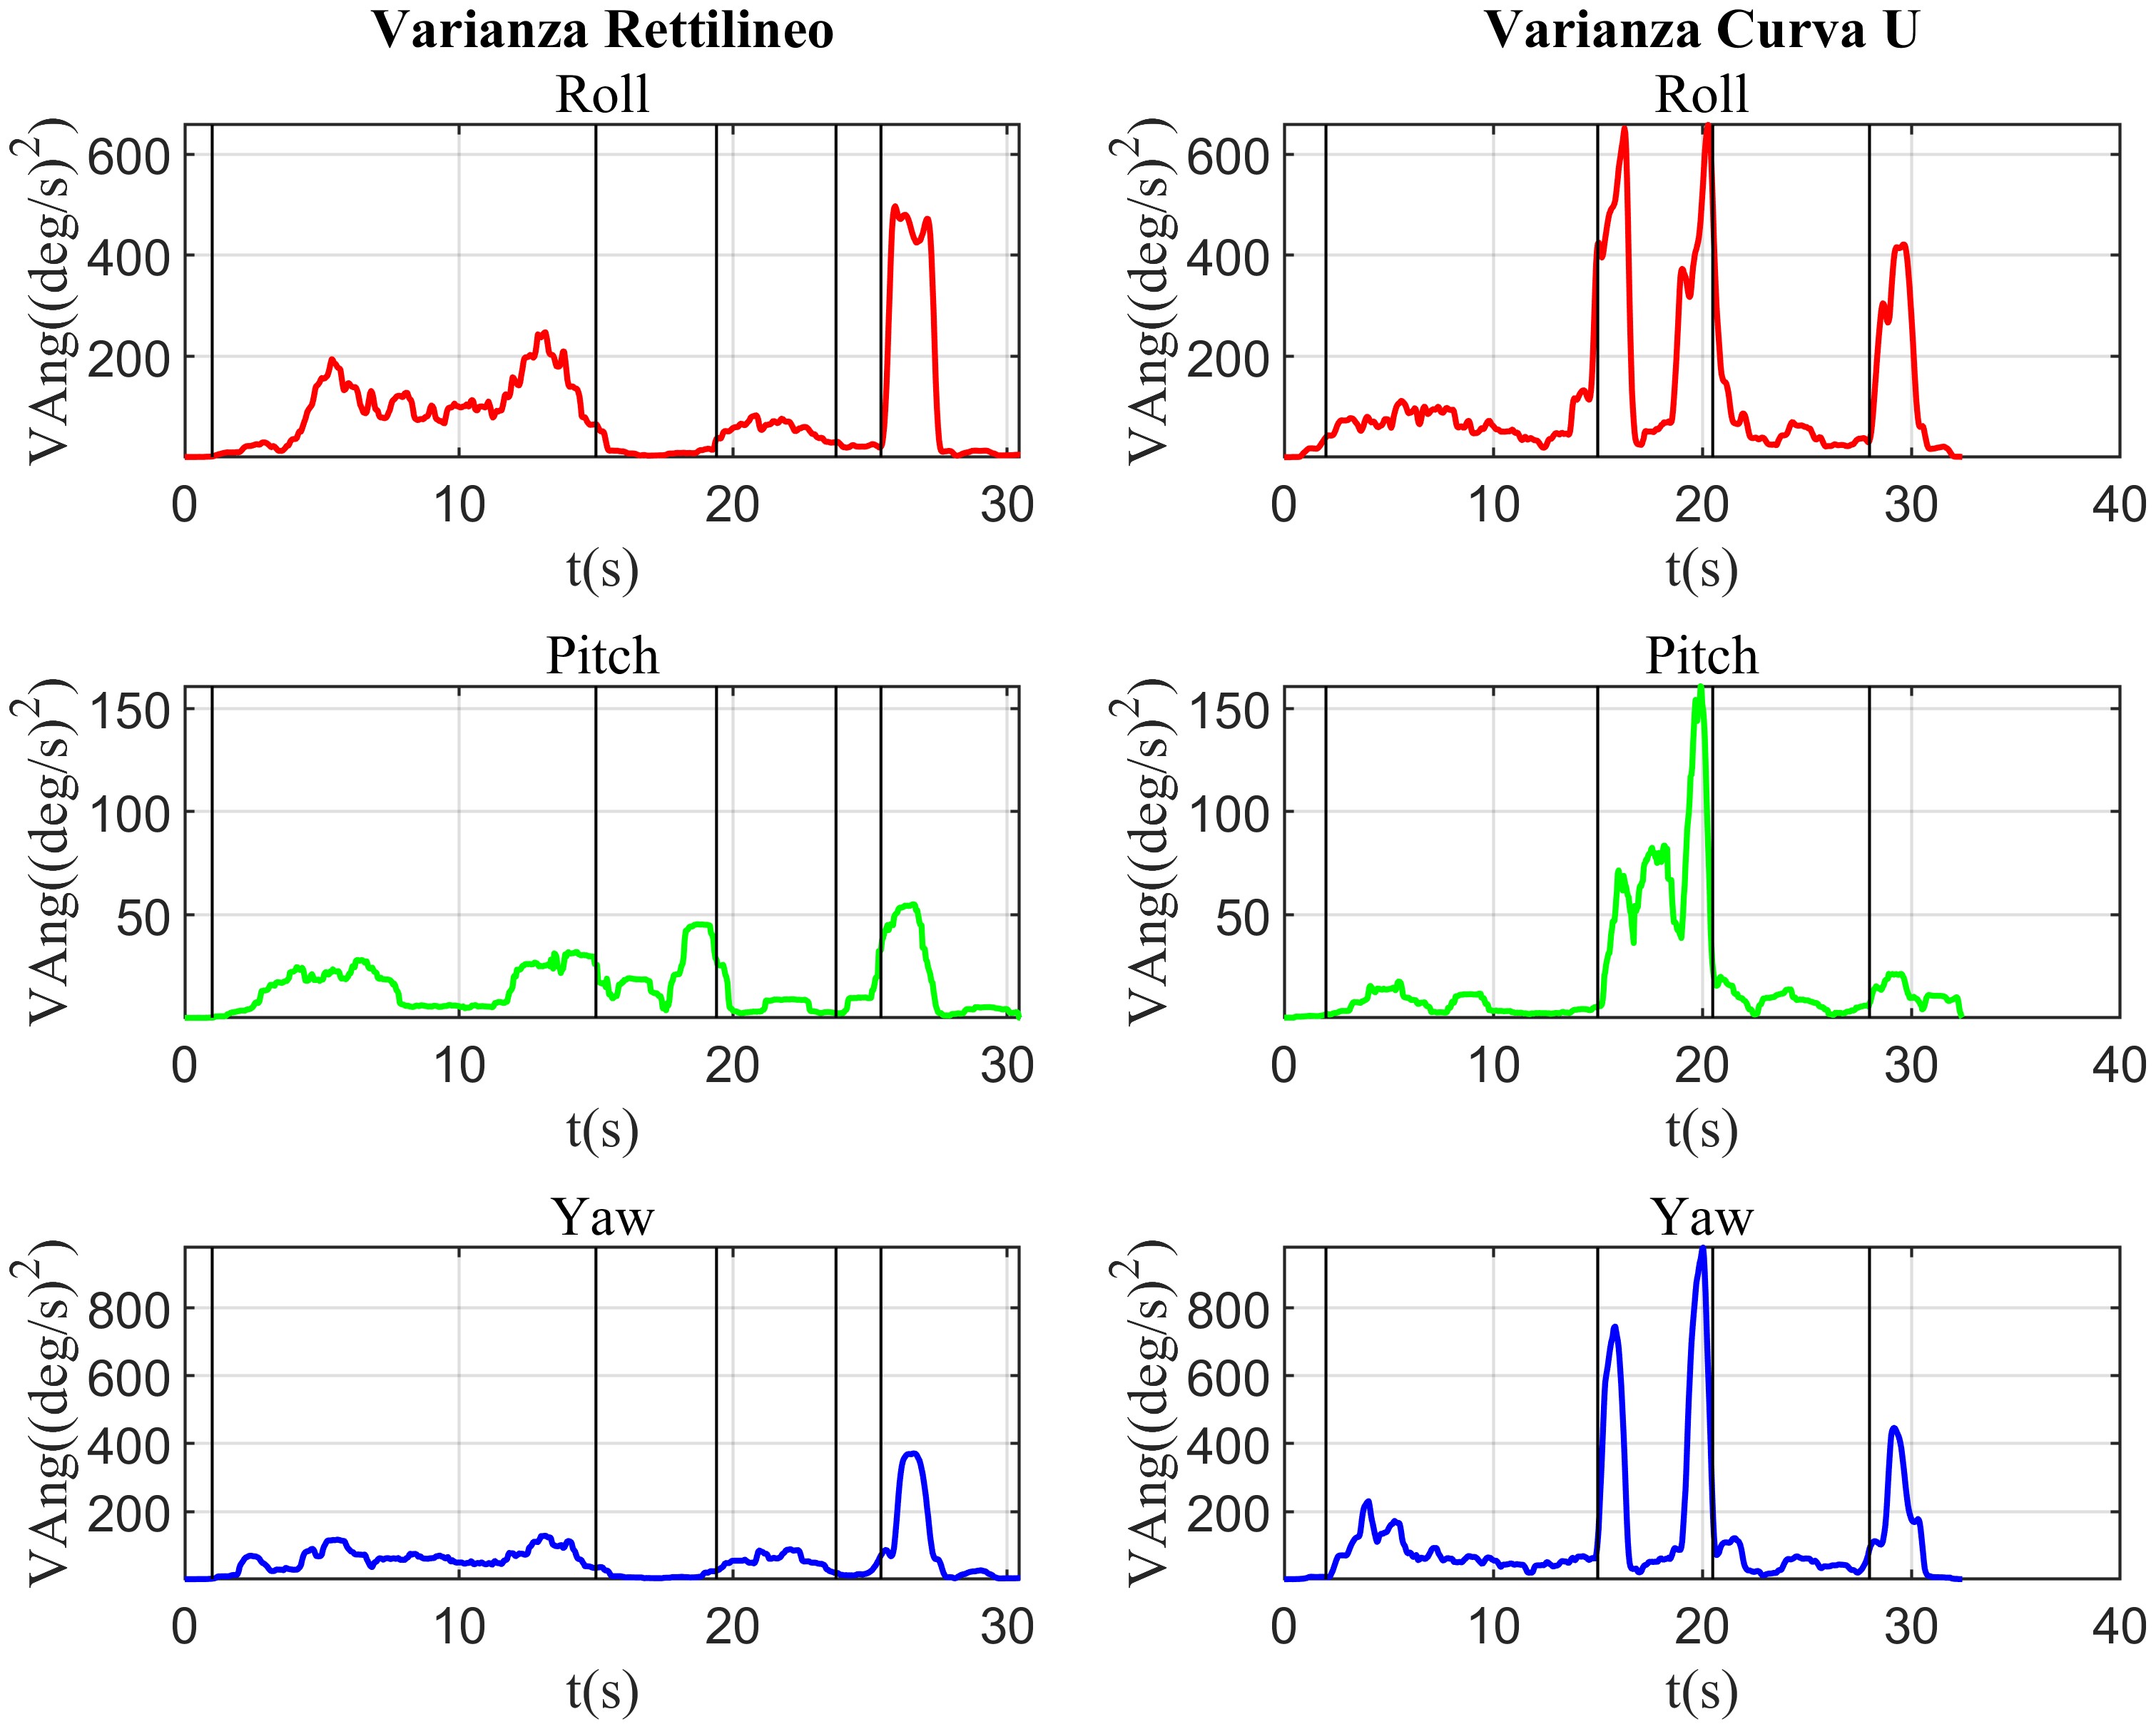 Varianza Rettilineo
Roll
VAng((deg/s)²)
600
400
200
0 10 20 30
t(s)
Pitch
VAng((deg/s)²)
150
100
50
0 10 20 30
t(s)
Yaw
VAng((deg/s)²)
800
600
400
200
0 10 20 30
t(s)
Varianza Curva U
Roll
VAng((deg/s)²)
600
400
200
0 10 20 30 40
t(s)
Pitch
VAng((deg/s)²)
150
100
50
0 10 20 30 40
t(s)
Yaw
VAng((deg/s)²)
800
600
400
200
0 10 20 30 40
t(s)